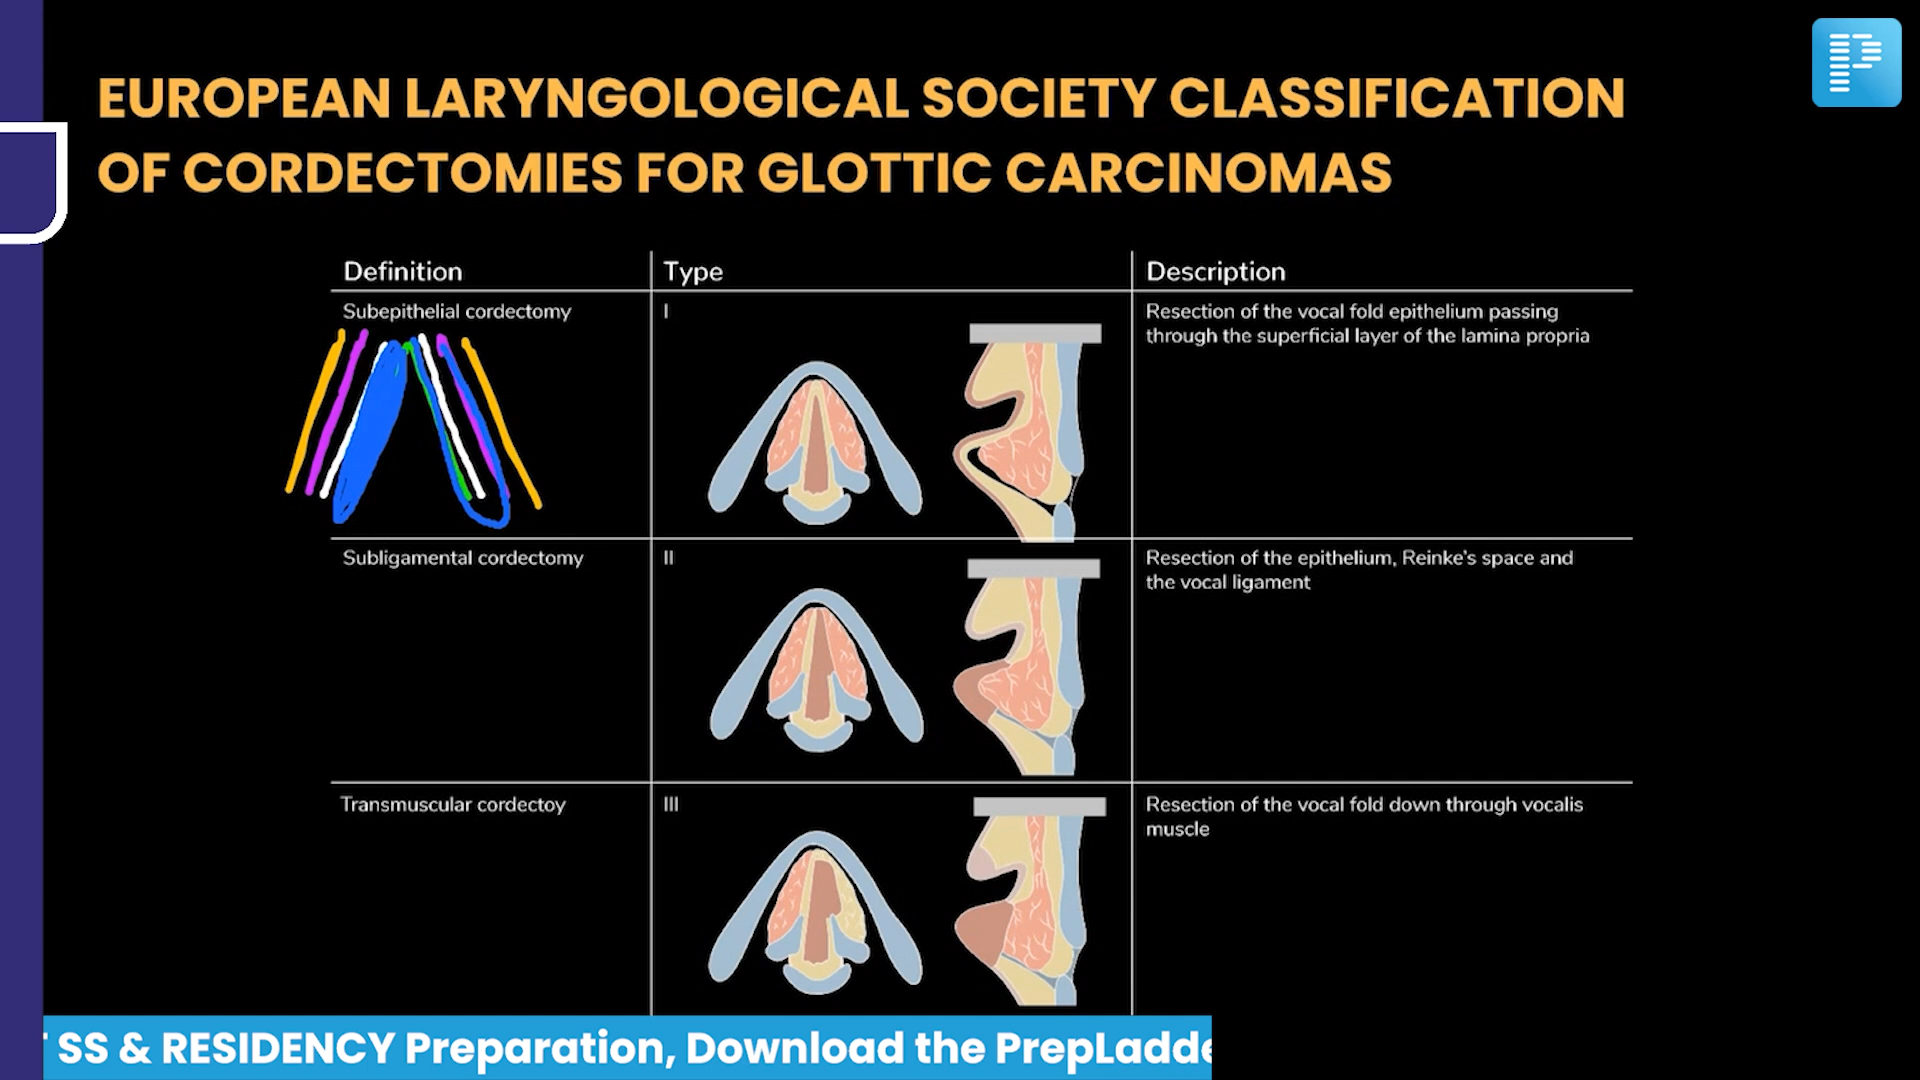 EUROPEAN LARYNGOLOGICAL SOCIETY CLASSIFICATION
OF CORDECTOMIES FOR GLOTTIC CARCINOMAS
Definition
Type
Description
Subepithelial cordectomy
I
Resection of the vocal fold epithelium passing
through the superficial layer of the lamina propria
Subligamental cordectomy
II
Resection of the epithelium, Reinke's space and
the vocal ligament
Transmuscular cordectoy
III
Resection of the vocal fold down through vocalis
muscle
SS & RESIDENCY Preparation, Download the PrepLadde